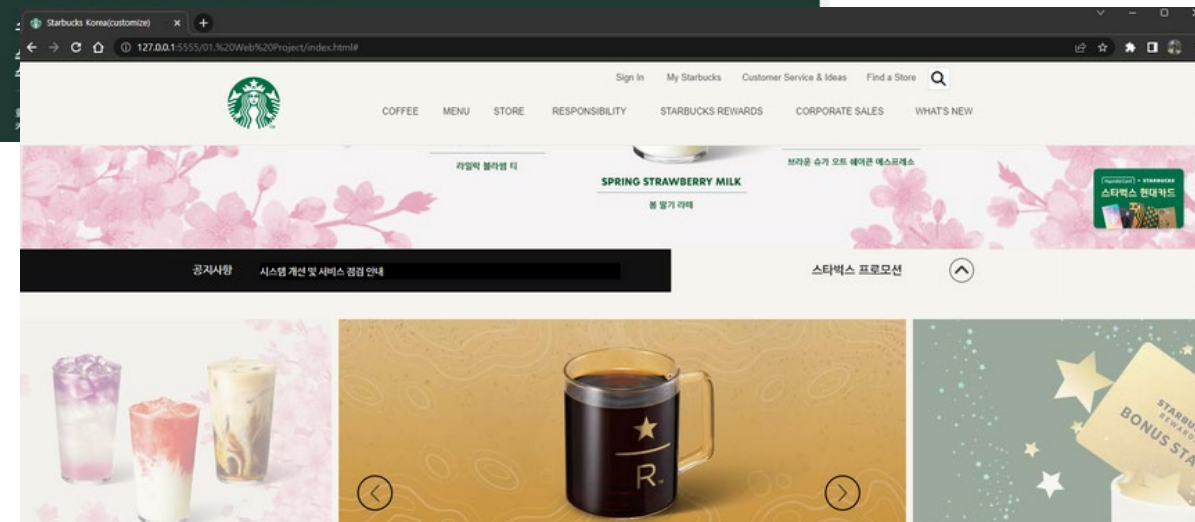 Starbucks Korea(customize)
127.0.0.1:5555/01.%20Web%20Project/index.html#
Sign In My Starbucks Customer Service & Ideas Find a Store
COFFEE MENU STORE RESPONSIBILITY STARBUCKS REWARDS CORPORATE SALES WHAT'S NEW
라일락 블라썸 티
브라운 슈가 오트 쉐이큰 에스프레소
SPRING STRAWBERRY MILK
봄 딸기 라떼
HyundaiCard × STARBUCKS
스타벅스 현대카드
공지사항 시스템 개선 및 서비스 점검 안내
스타벅스 프로모션
R
STARBU
REWARDS
BONUS STA